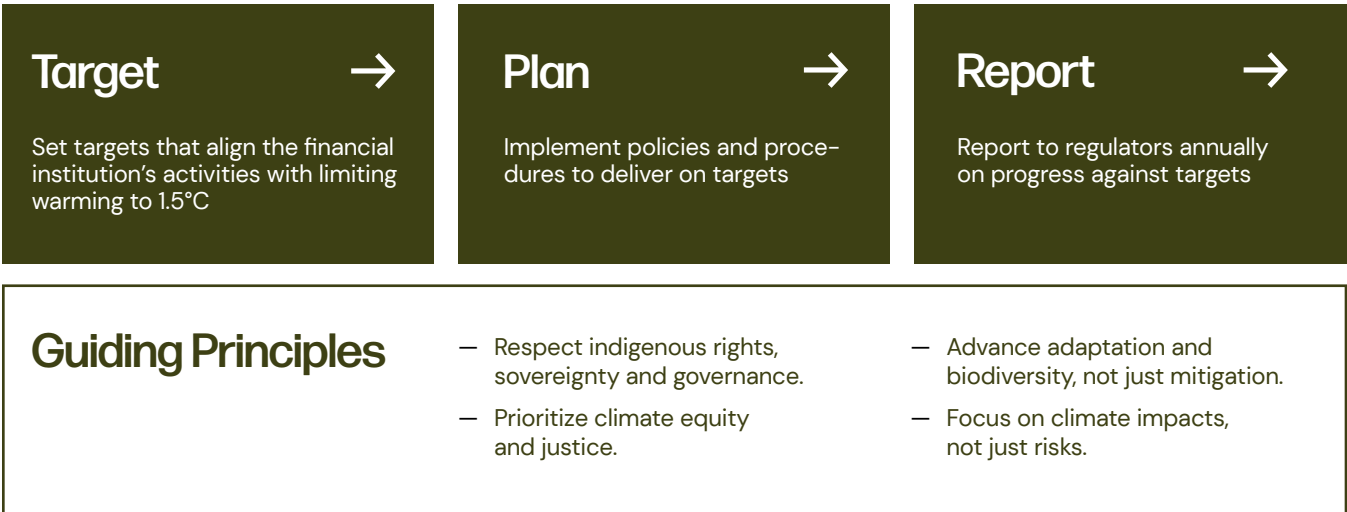 Target →
Set targets that align the financial
institution's activities with limiting
warming to 1.5°C
Plan →
Implement policies and proce-
dures to deliver on targets
Report →
Report to regulators annually
on progress against targets
Guiding Principles
— Respect indigenous rights,
sovereignty and governance.
— Prioritize climate equity
and justice.
— Advance adaptation and
biodiversity, not just mitigation.
— Focus on climate impacts,
not just risks.